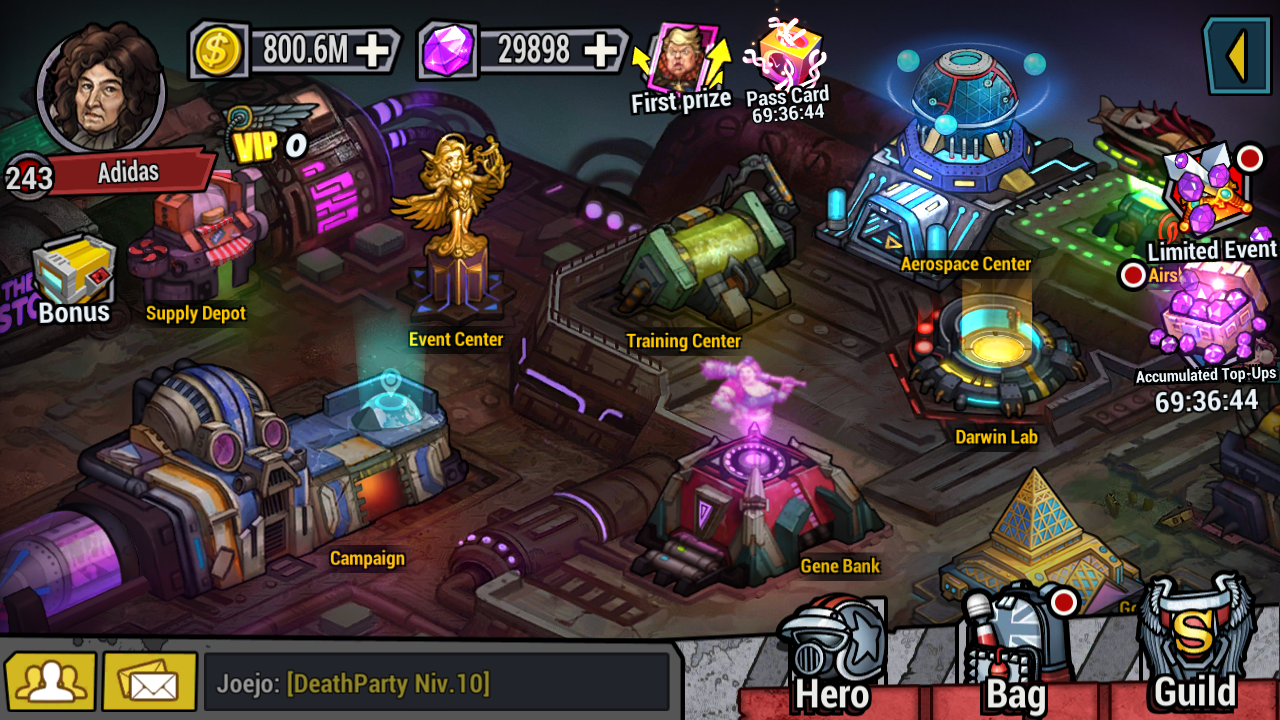 800.6M
29898
First prize
Pass Card
69:36:44
VIP 0
243
Adidas
Limited Event
Bonus
Supply Depot
Event Center
Training Center
Aerospace Center
Accumulated Top-Ups
69:36:44
Darwin Lab
Campaign
Gene Bank
Joejo: [DeathParty Niv.10]
Hero
Bag
Guild
S
THE